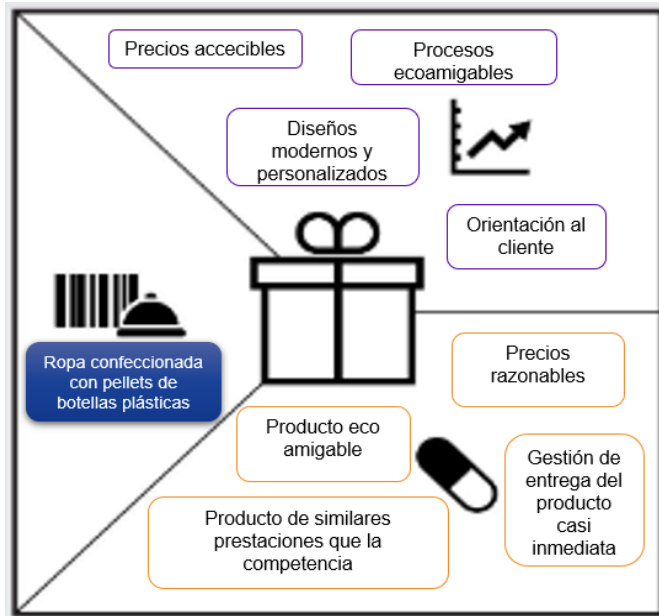 Precios accecibles
Procesos
ecoamigables
Diseños
modernos y
personalizados
Orientación al
cliente
Ropa confeccionada
con pellets de
botellas plásticas
Precios
razonables
Producto eco
amigable
Gestión de
entrega del
producto
casi
inmediata
Producto de similares
prestaciones que la
competencia